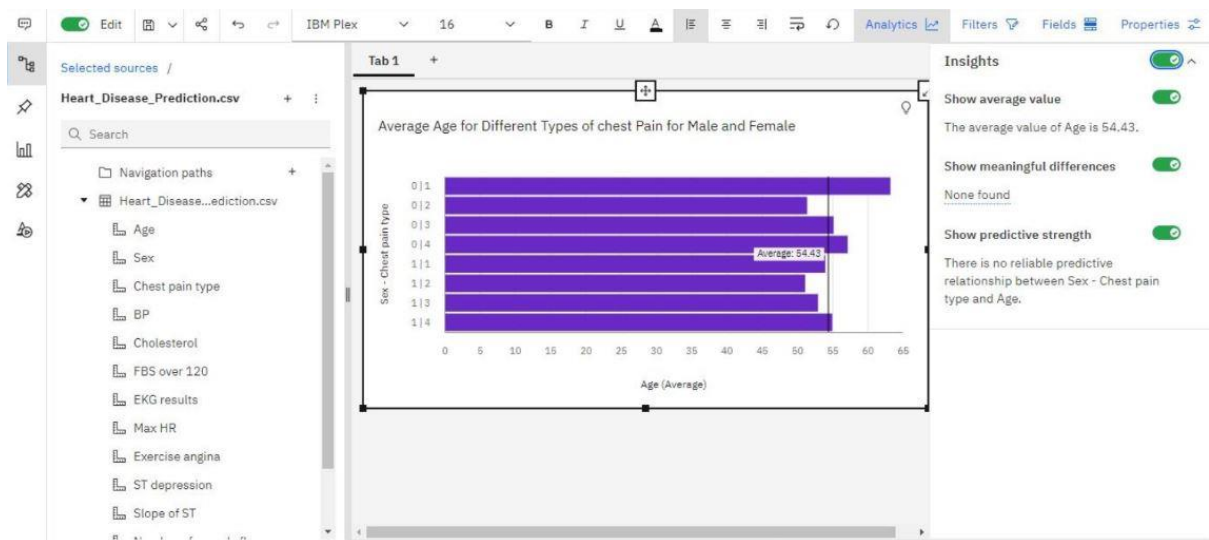 Edit
IBM Plex
16
B I U A
Analytics
Filters
Fields
Properties
Selected sources /
Heart_Disease_Prediction.csv
Search
Navigation paths
Heart_Disease...ediction.csv
Age
Sex
Chest pain type
BP
Cholesterol
FBS over 120
EKG results
Max HR
Exercise angina
ST depression
Slope of ST
Tab 1 +
Average Age for Different Types of chest Pain for Male and Female
Sex - Chest pain type
0|1
0|2
0|3
0|4
1|1
1|2
1|3
1|4
Average: 54.43
0 5 10 15 20 25 30 35 40 45 50 55 60 65
Age (Average)
Insights
Show average value
The average value of Age is 54.43.
Show meaningful differences
None found
Show predictive strength
There is no reliable predictive
relationship between Sex - Chest pain
type and Age.